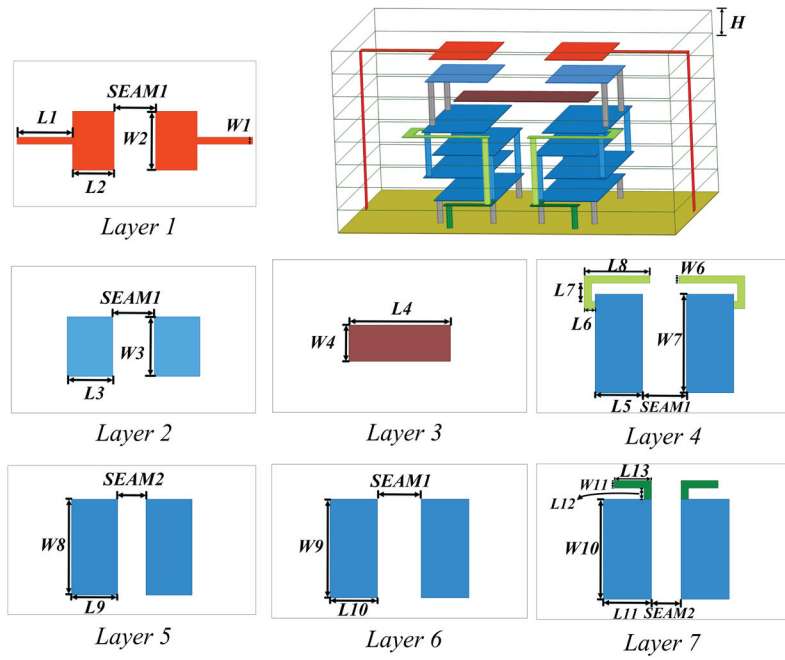 H
SEAM1
L1
W1
W2
L2
Layer 1
SEAM1
W3
L3
Layer 2
L4
W4
Layer 3
L8
W6
L7
L6
W7
L5
SEAM1
Layer 4
SEAM2
W8
L9
Layer 5
SEAM1
W9
L10
Layer 6
L13
W11
L12
W10
L11
SEAM2
Layer 7